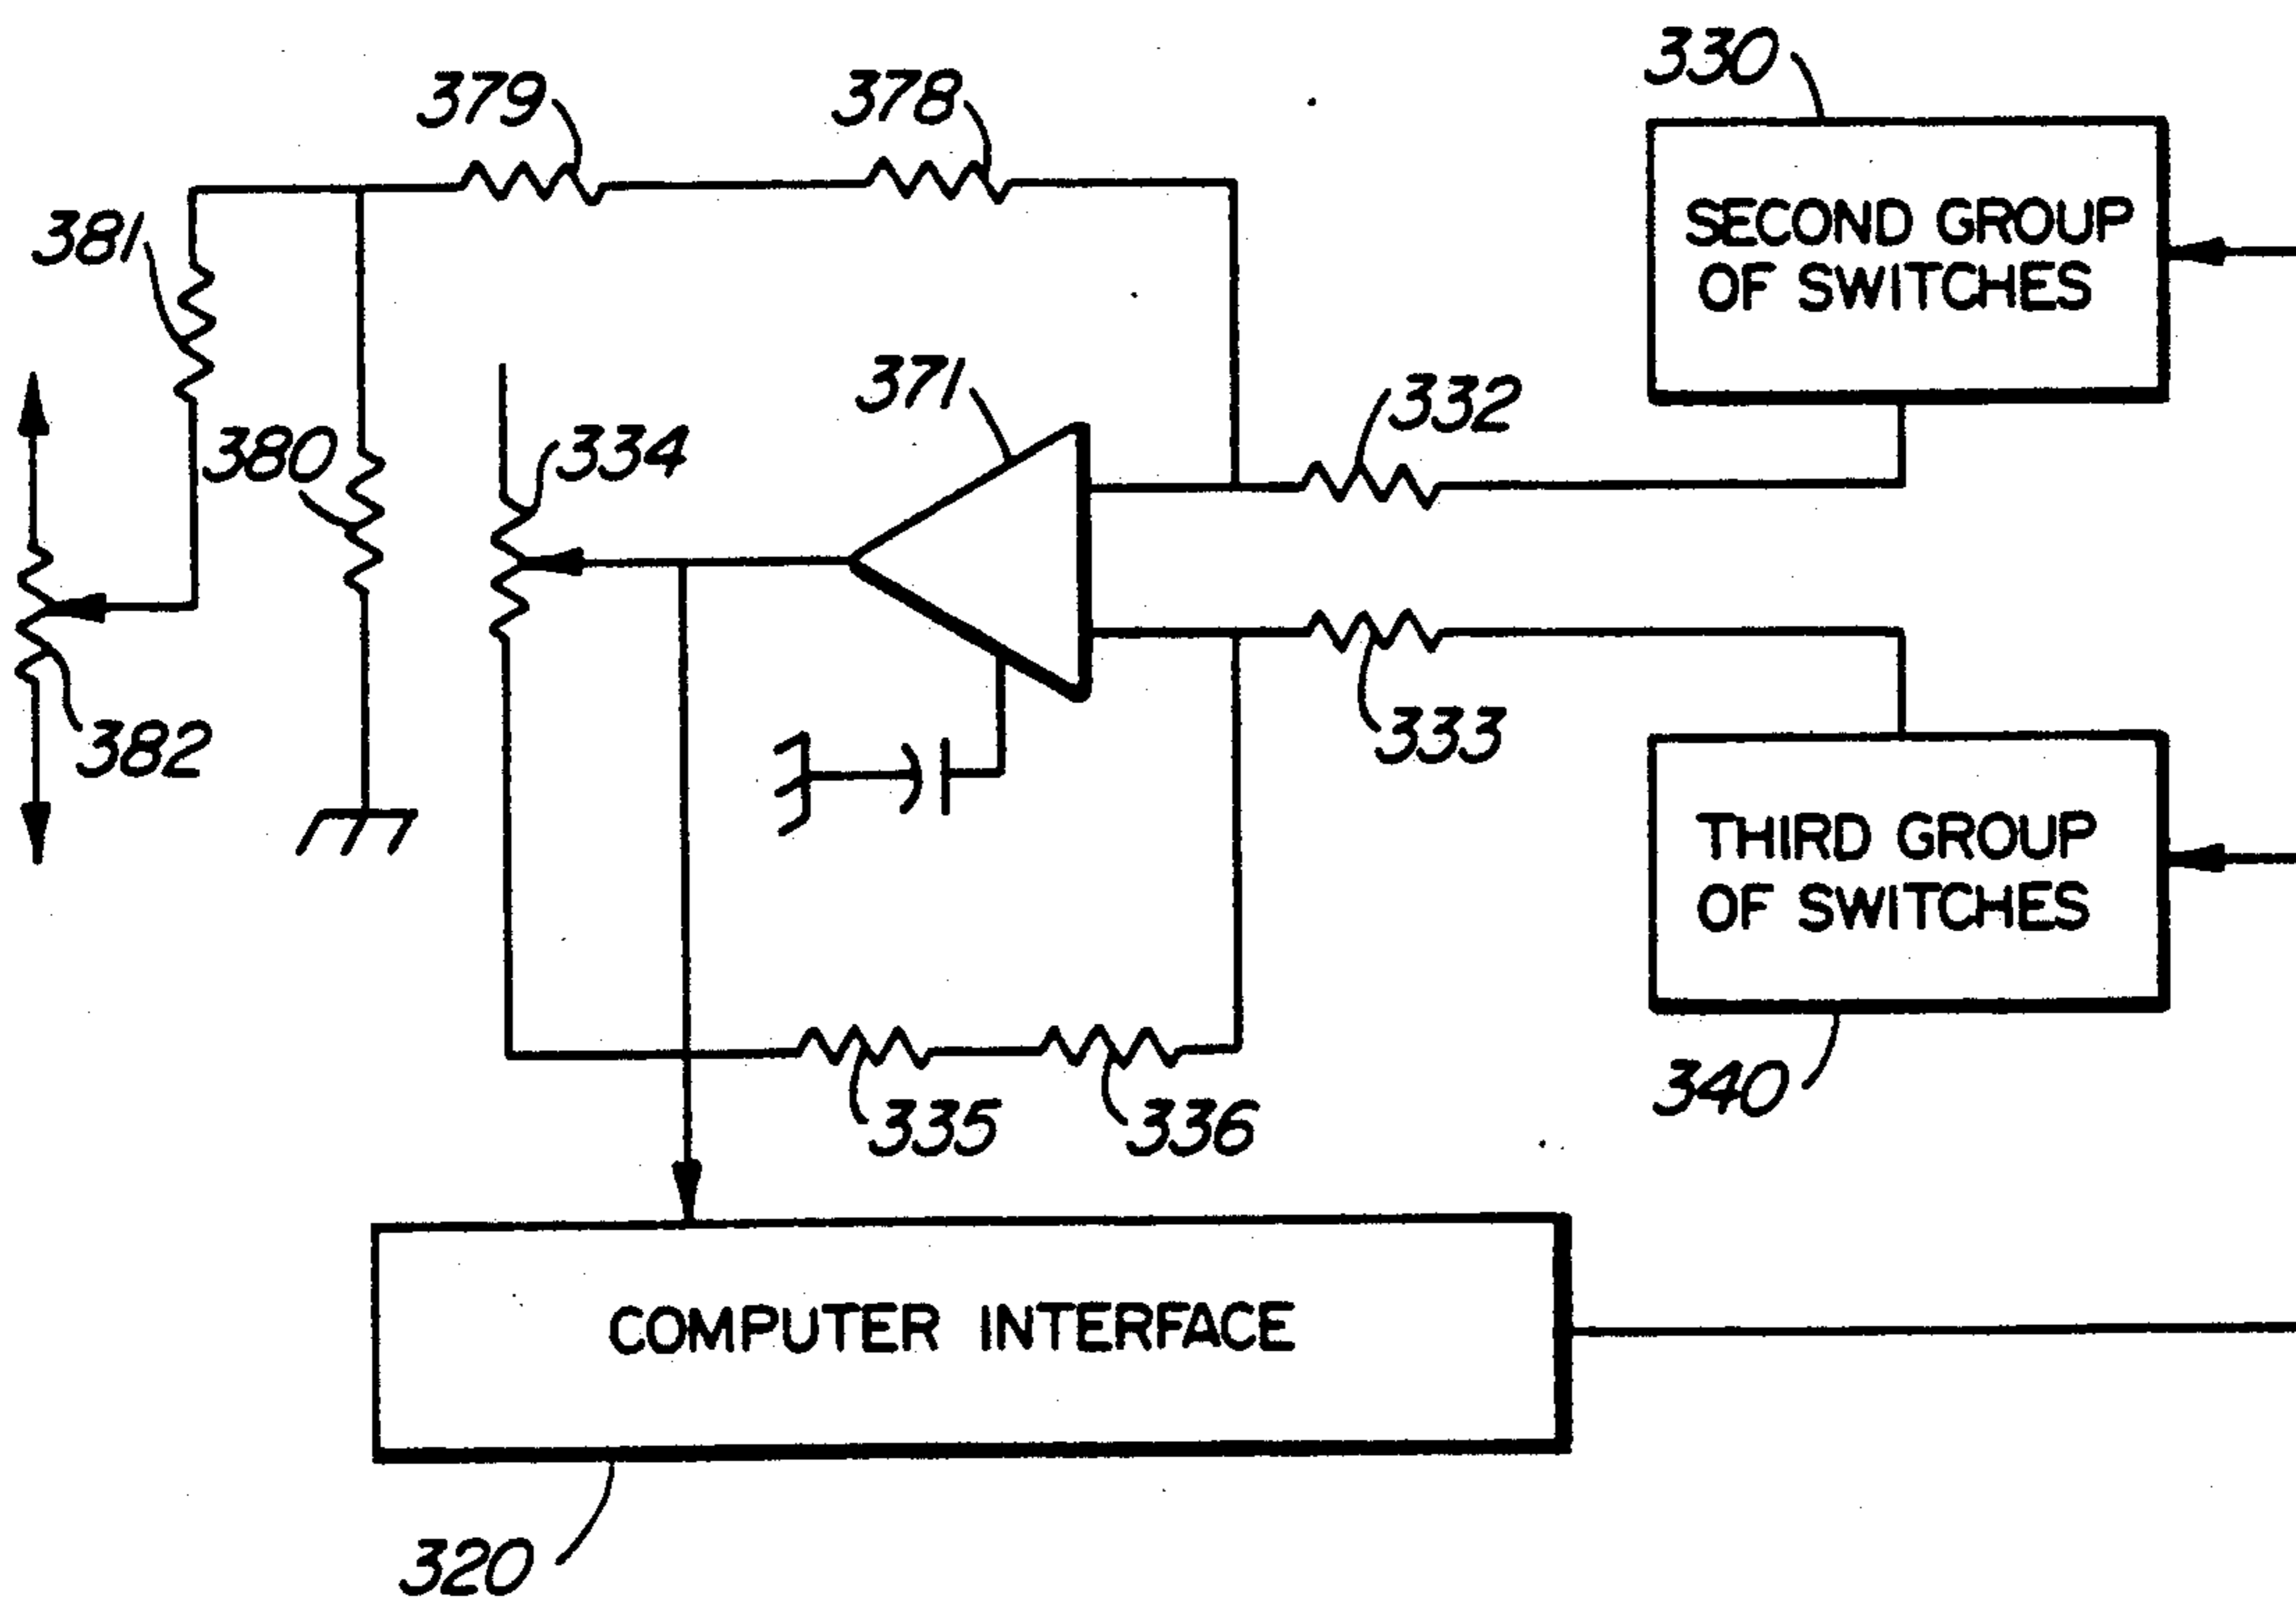 330
379
378
SECOND GROUP
OF SWITCHES
381
371
332
380
334
333
382
THIRD GROUP
OF SWITCHES
340
335
336
COMPUTER INTERFACE
320